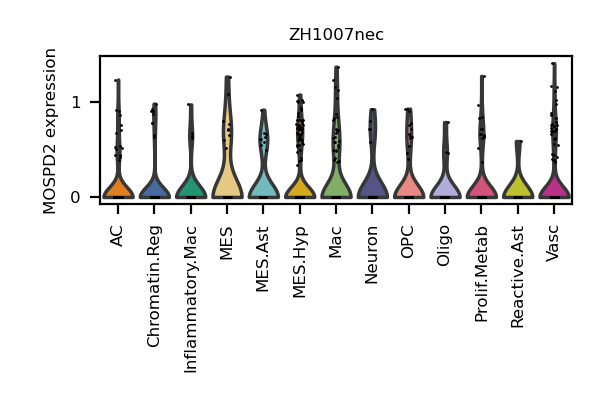 ZH1007nec
MOSPD2 expression
1
0
AC
Chromatin.Reg
Inflammatory.Mac
MES
MES.Ast
MES.Hyp
Mac
Neuron
OPC
Oligo
Prolif.Metab
Reactive.Ast
Vasc